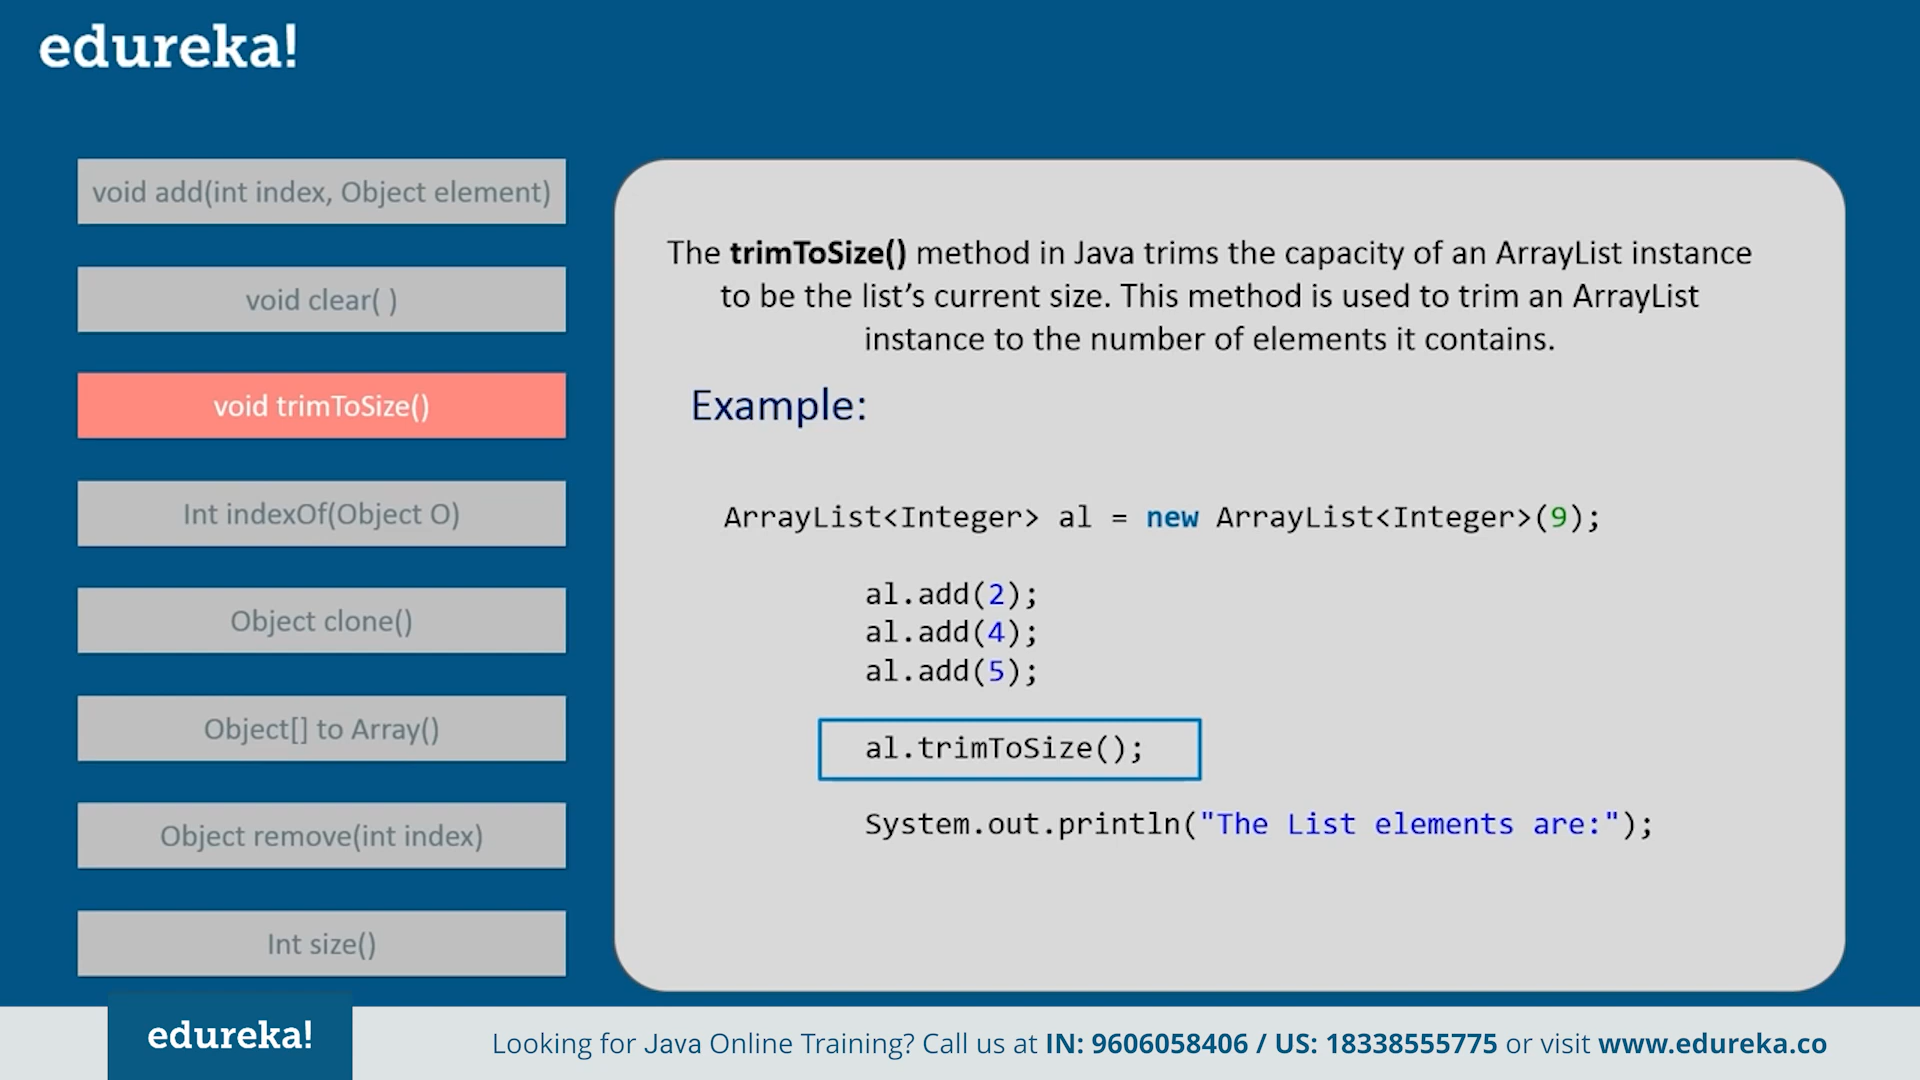 edureka!
void add(int index, Object element)
void clear( )
void trimToSize()
Int indexOf(Object O)
Object clone()
Object[] to Array()
Object remove(int index)
Int size()
The trimToSize() method in Java trims the capacity of an ArrayList instance
to be the list’s current size. This method is used to trim an ArrayList
instance to the number of elements it contains.
Example:
ArrayList<Integer> al = new ArrayList<Integer>(9);
al.add(2);
al.add(4);
al.add(5);
al.trimToSize();
System.out.println("The List elements are:");
edureka!
Looking for Java Online Training? Call us at IN: 9606058406 / US: 18338555775 or visit www.edureka.co